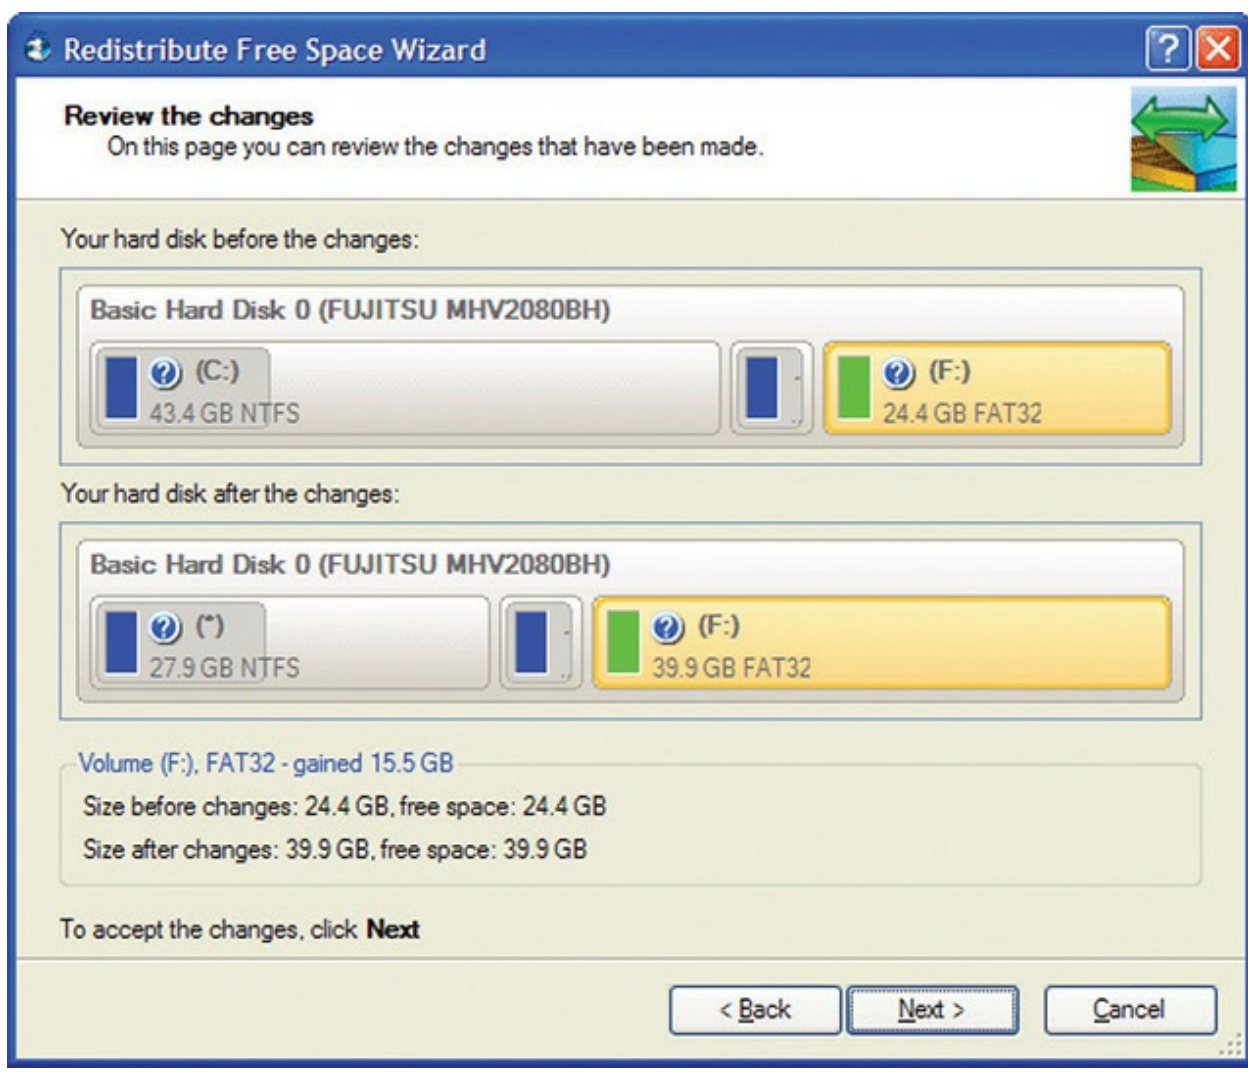 Redistribute Free Space Wizard
?
Review the changes
On this page you can review the changes that have been made.
Your hard disk before the changes:
Basic Hard Disk 0 (FUJITSU MHV2080BH)
? (C:)
43.4 GB NTFS
? (F:)
24.4 GB FAT32
Your hard disk after the changes:
Basic Hard Disk 0 (FUJITSU MHV2080BH)
? (*)
27.9 GB NTFS
? (F:)
39.9 GB FAT32
Volume (F:), FAT32 - gained 15.5 GB
Size before changes: 24.4 GB, free space: 24.4 GB
Size after changes: 39.9 GB, free space: 39.9 GB
To accept the changes, click Next
< Back
Next >
Cancel